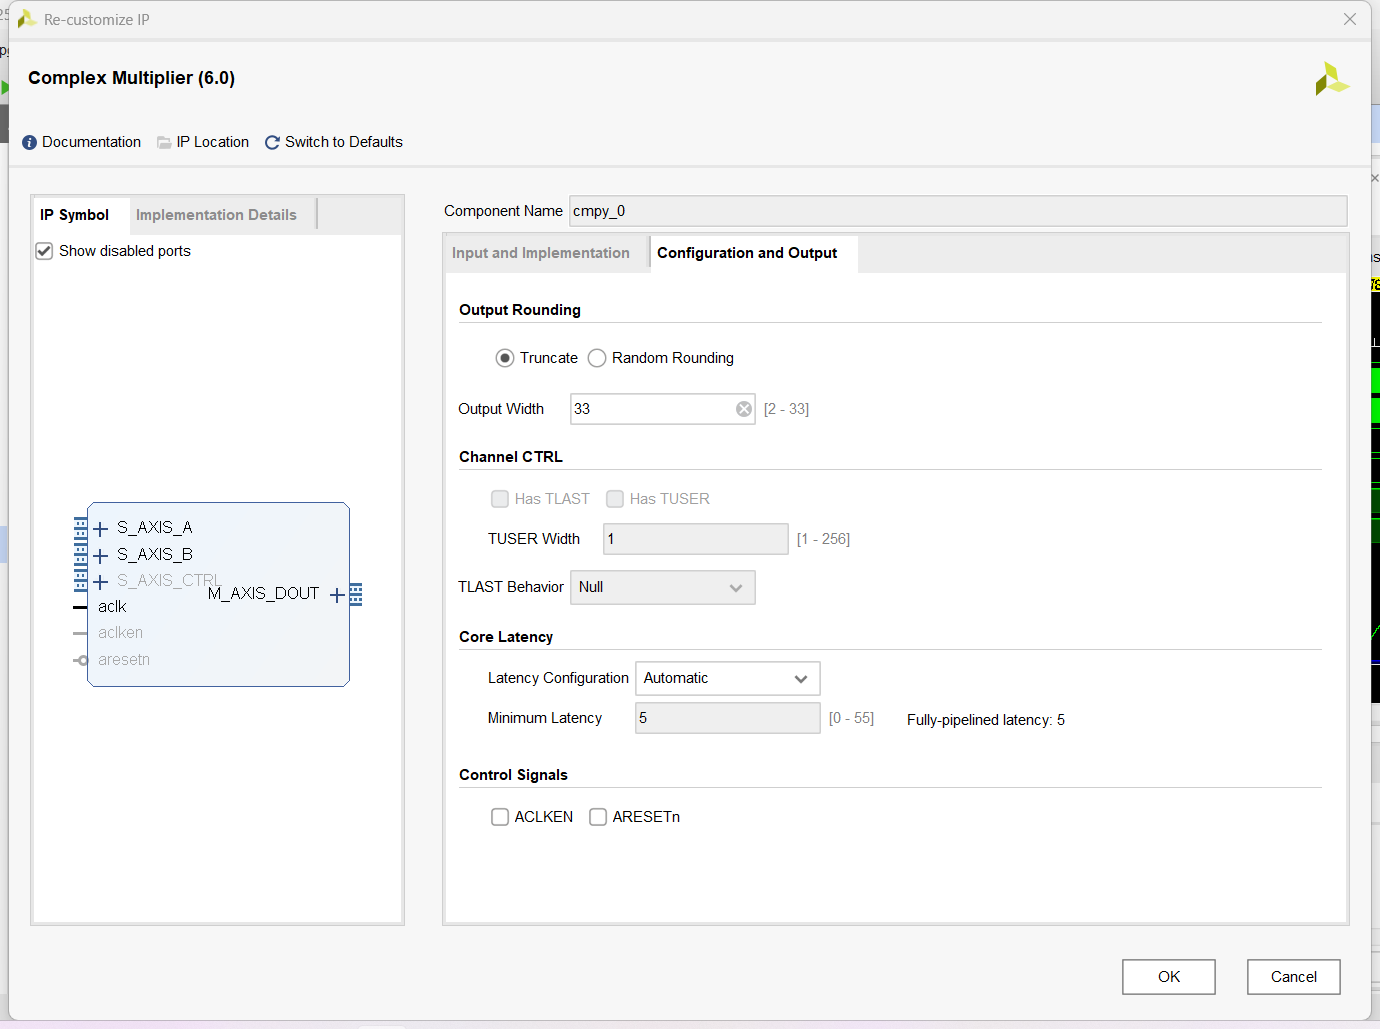 Re-customize IP
Complex Multiplier (6.0)
Documentation IP Location Switch to Defaults
IP Symbol Implementation Details
Show disabled ports
S_AXIS_A
S_AXIS_B
S_AXIS_CTRL
M_AXIS_DOUT
aclk
aclken
aresetn
Component Name cmpy_0
Input and Implementation Configuration and Output
Output Rounding
Truncate Random Rounding
Output Width 33 [2 - 33]
Channel CTRL
Has TLAST Has TUSER
TUSER Width 1 [1 - 256]
TLAST Behavior Null
Core Latency
Latency Configuration Automatic
Minimum Latency 5 [0 - 55] Fully-pipelined latency: 5
Control Signals
ACLKEN ARESETn
OK Cancel